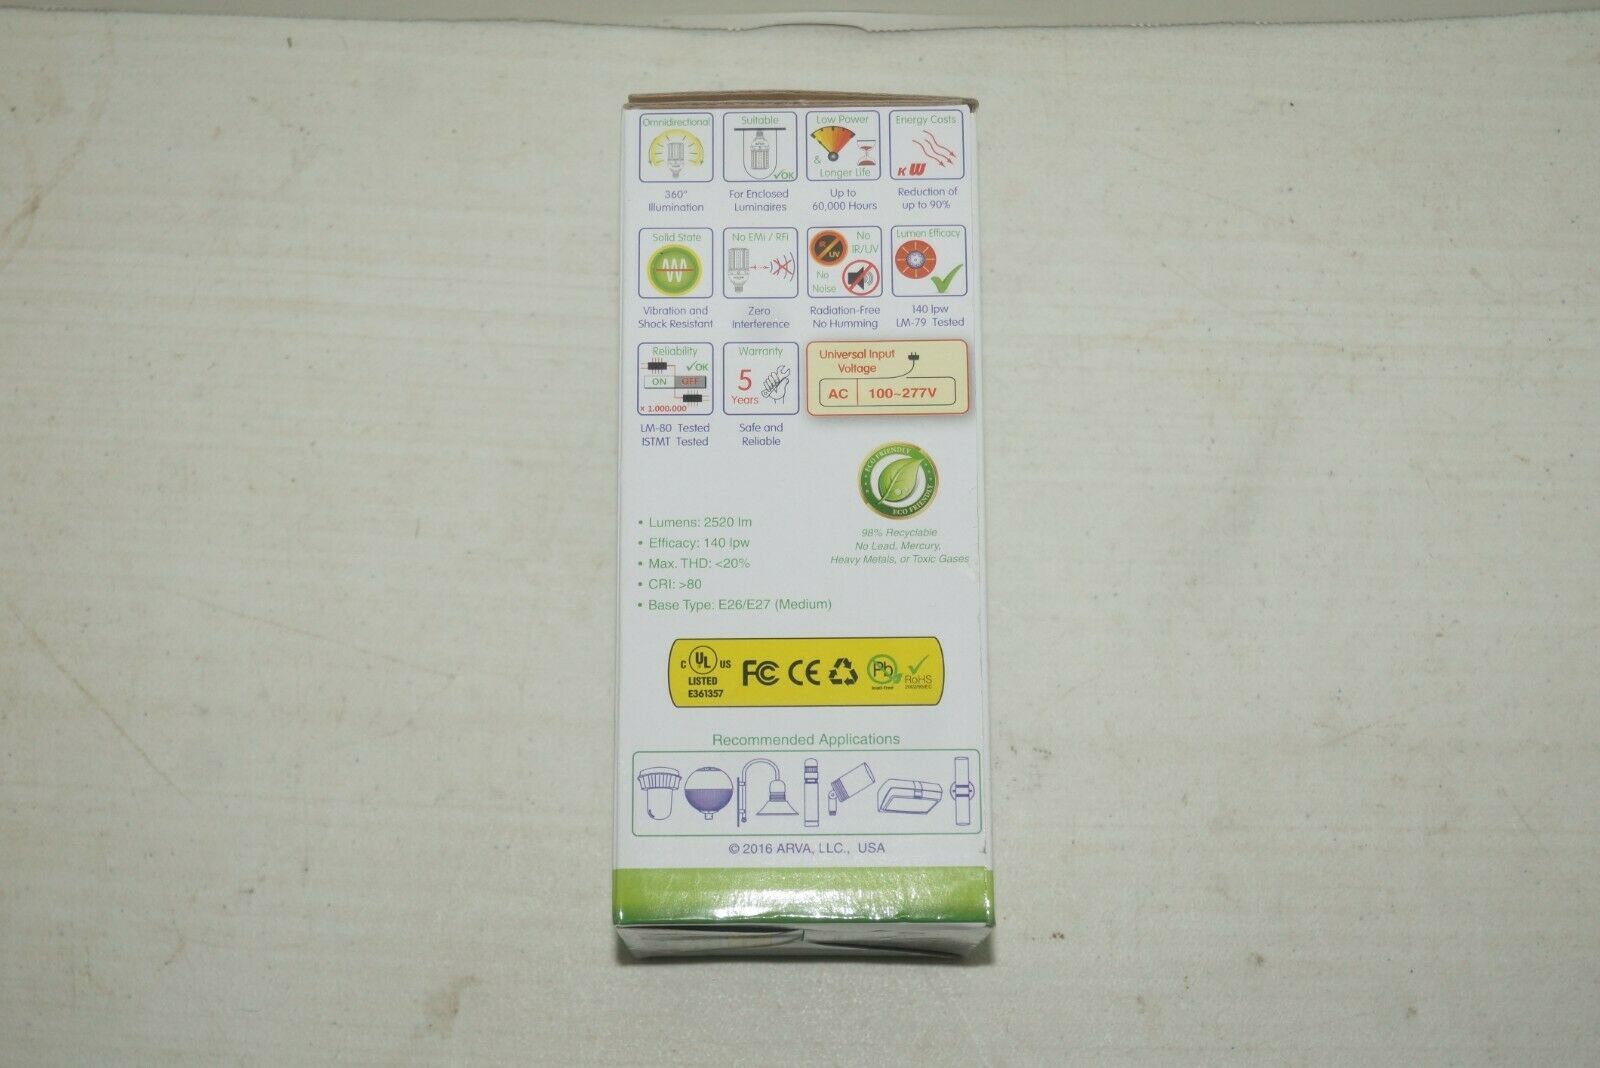 Omnidirectional
360°
Illumination
Suitable
✓OK
For Enclosed
Luminaires
Low Power
&
Longer Life
Up to
60,000 Hours
Energy Costs
KW
Reduction of
up to 90%
Solid State
Vibration and
Shock Resistant
No EMi / RFi
Zero
Interference
No
IR/UV
IR
UV
No
Noise
Radiation-Free
No Humming
Lumen Efficacy
140 lpw
LM-79 Tested
Reliability
✓OK
ON OFF
x 1.000.000
LM-80 Tested
ISTMT Tested
Warranty
5
Years
Safe and
Reliable
Universal Input
Voltage
AC 100~277V
ECO FRIENDLY
ECO FRIENDLY
98% Recyclable
No Lead, Mercury,
Heavy Metals, or Toxic Gases
• Lumens: 2520 lm
• Efficacy: 140 lpw
• Max. THD: <20%
• CRI: >80
• Base Type: E26/E27 (Medium)
C UL US
LISTED
E361357
FC CE
Pb
lead-free
RoHS
2002/95/EC
Recommended Applications
© 2016 ARVA, LLC., USA